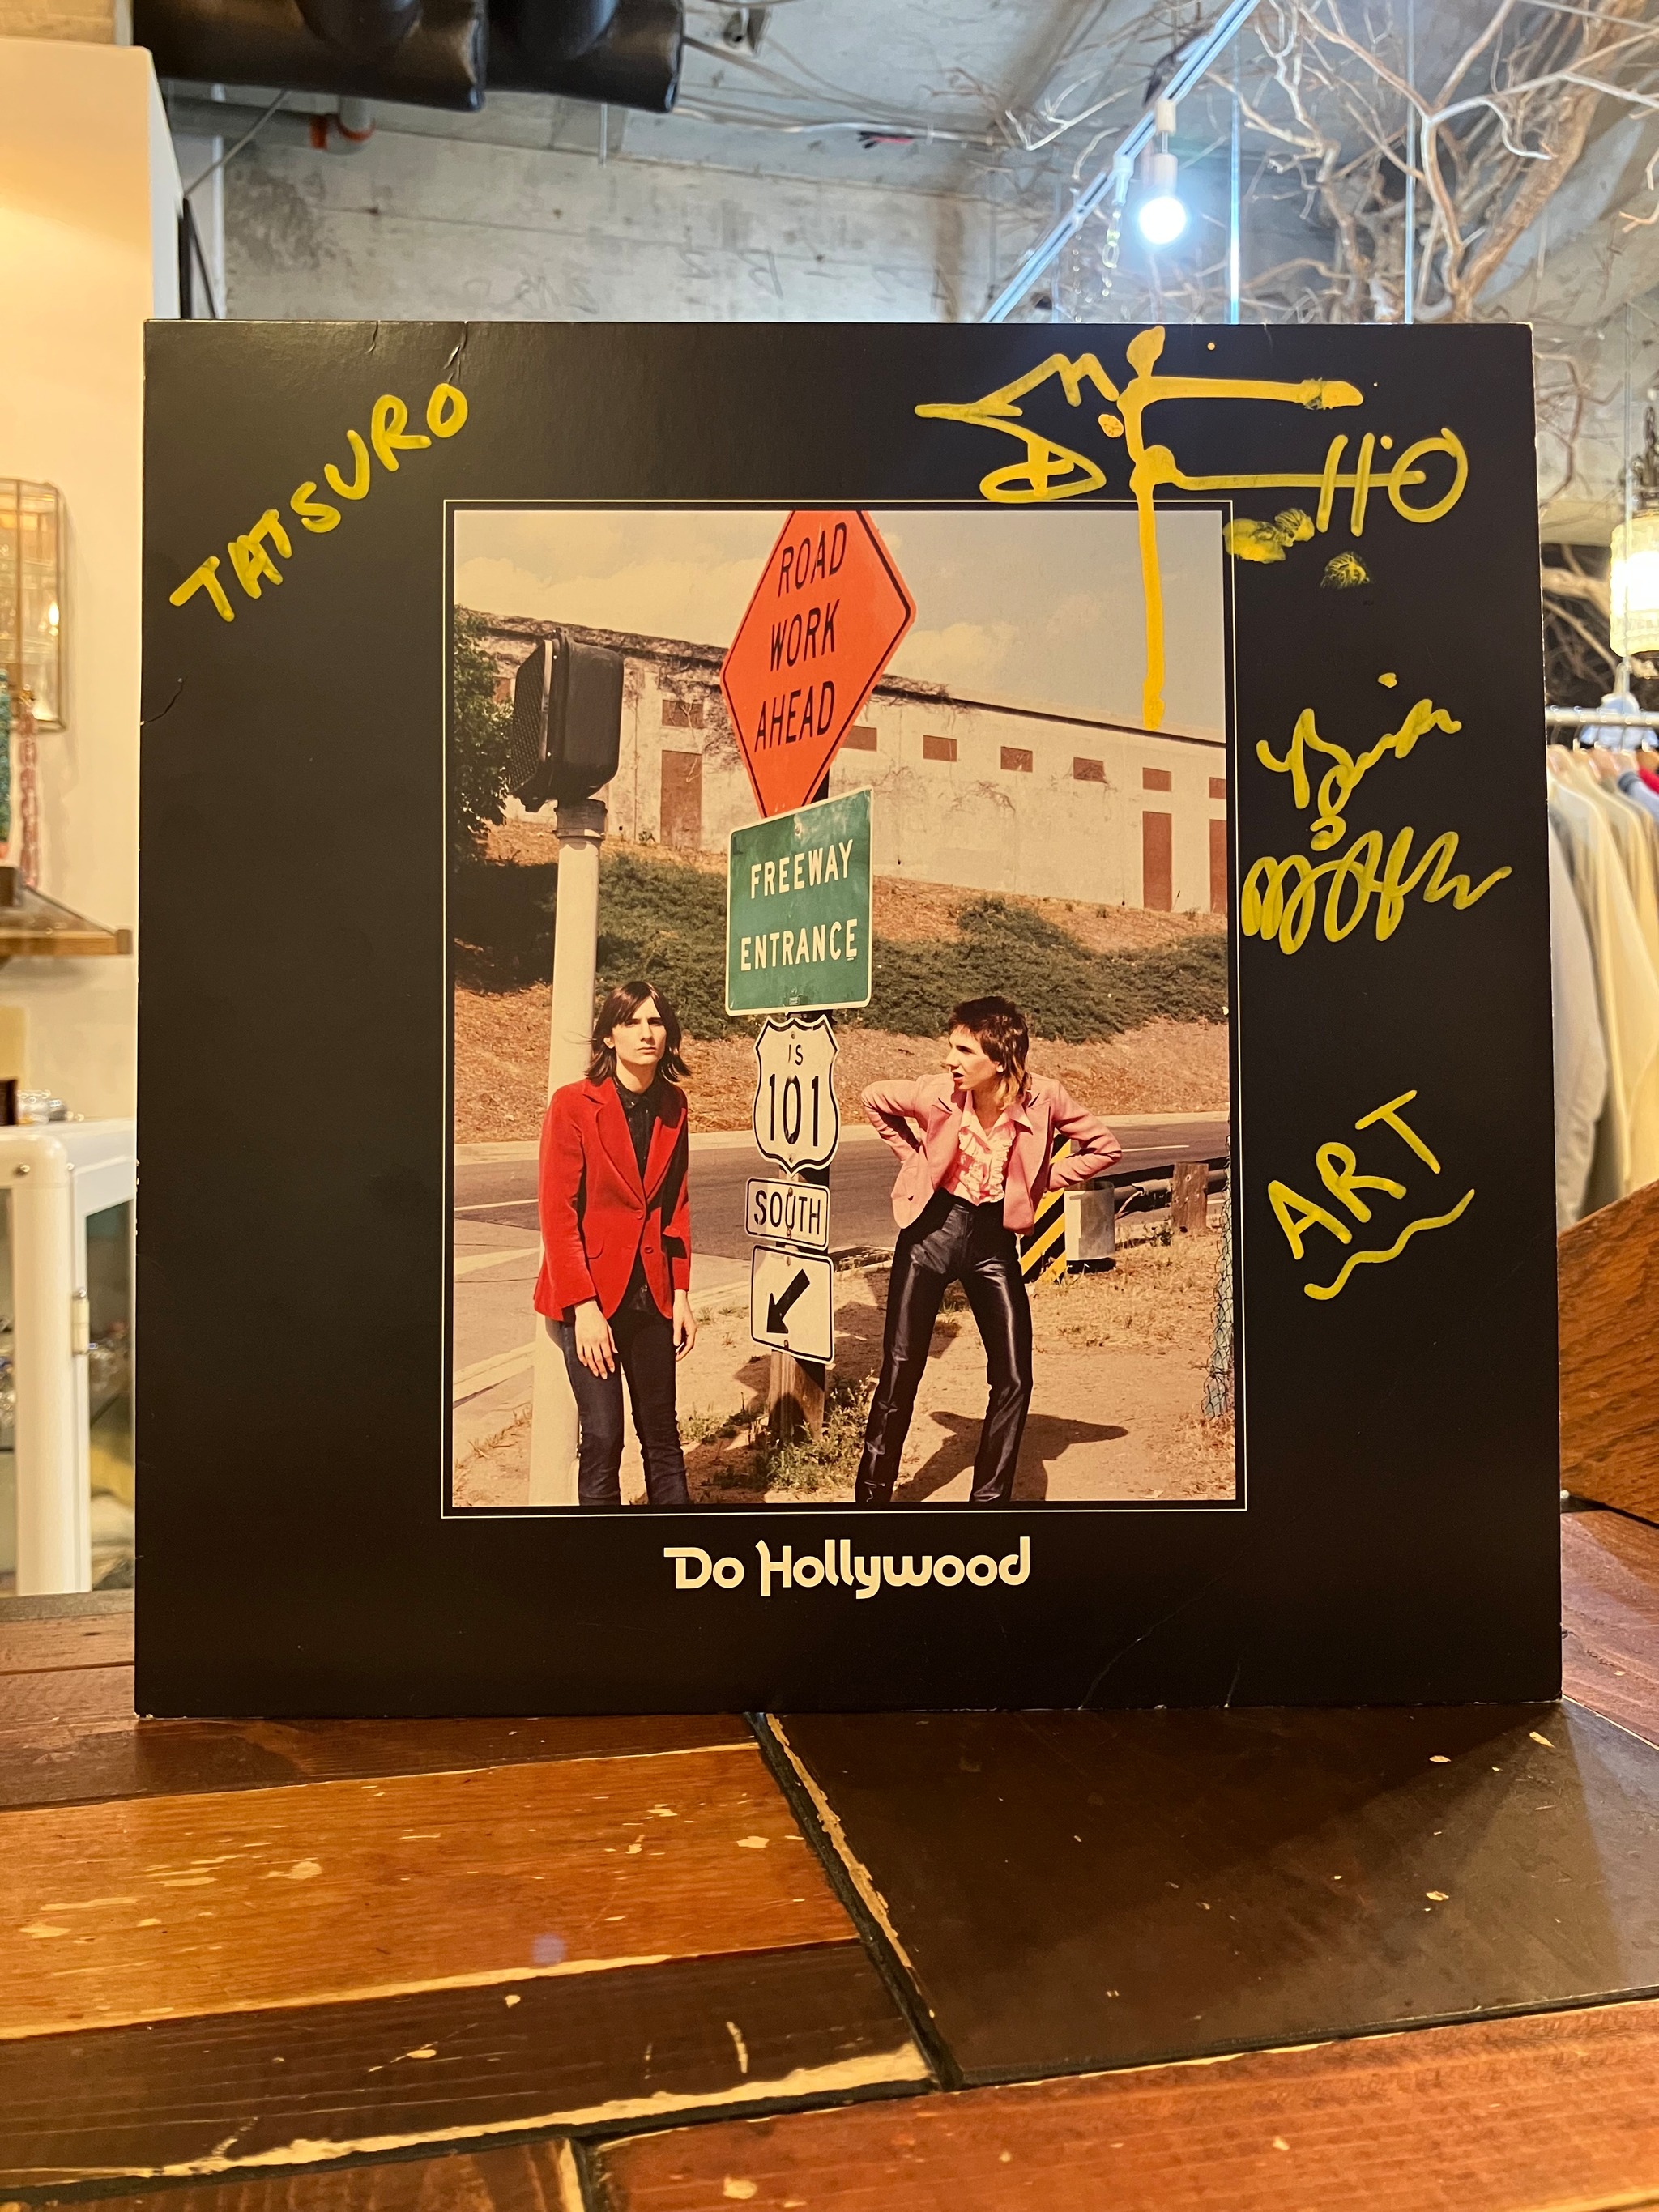 TATSURO
ROAD
WORK
AHEAD
FREEWAY
ENTRANCE
US
101
SOUTH
ART
Do Hollywood